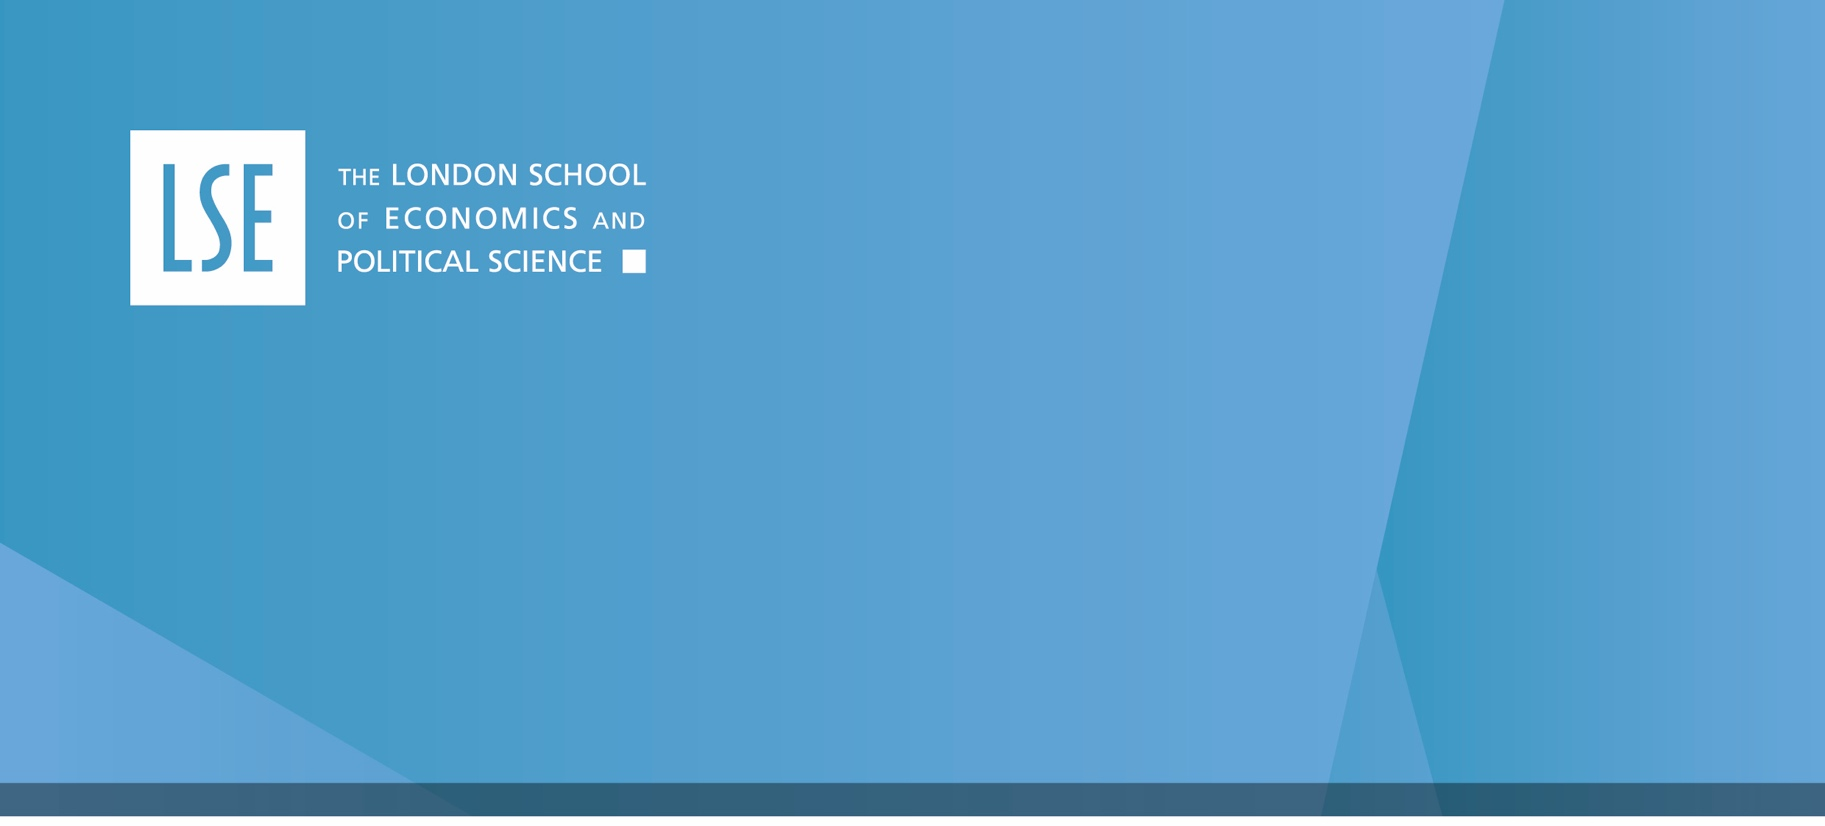 LSE
THE LONDON SCHOOL
OF ECONOMICS AND
POLITICAL SCIENCE